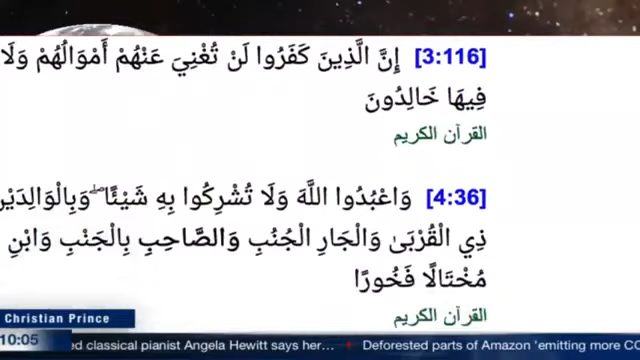 [3:116] إِنَّ الَّذِينَ كَفَرُوا لَنْ تُغْنِيَ عَنْهُمْ أَمْوَالُهُمْ وَلَا
فِيهَا خَالِدُونَ
القرآن الكريم
[4:36] وَاعْبُدُوا اللَّهَ وَلَا تُشْرِكُوا بِهِ شَيْئًا ۖ وَبِالْوَالِدَيْنِ
ذِي الْقُرْبَىٰ وَالْجَارِ الْجُنُبِ وَالصَّاحِبِ بِالْجَنْبِ وَابْنِ
مُخْتَالًا فَخُورًا
القرآن الكريم
Christian Prince
10:05 ed classical pianist Angela Hewitt says her... Deforested parts of Amazon 'emitting more CO